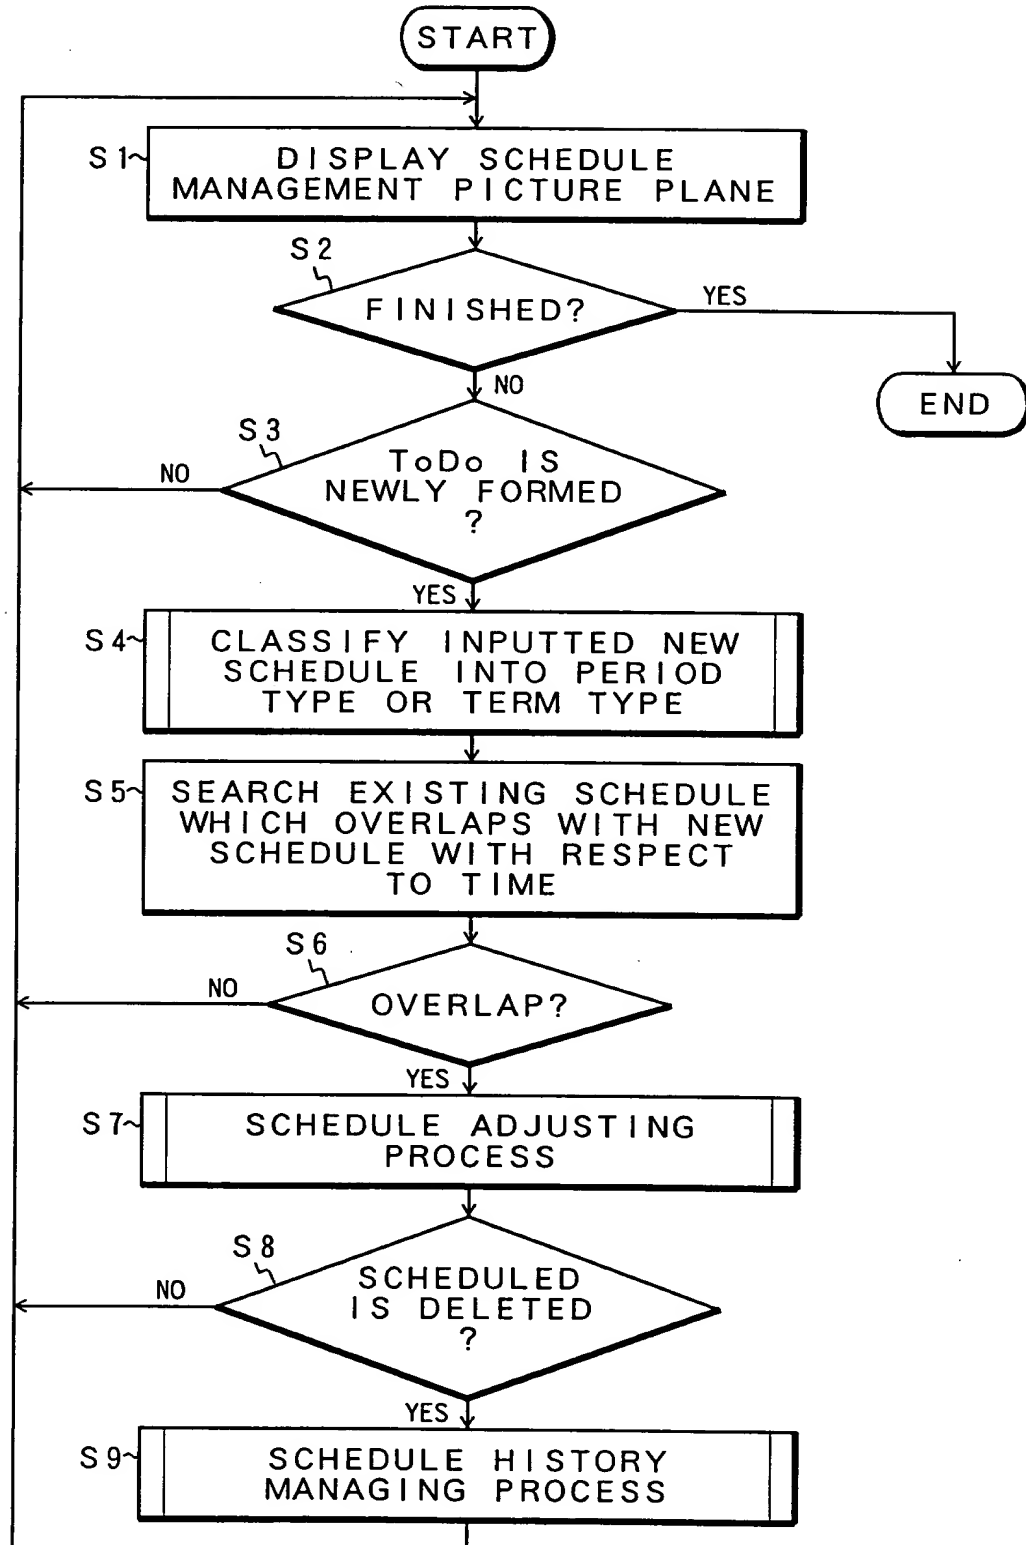 START
S1
DISPLAY SCHEDULE
MANAGEMENT PICTURE PLANE
S2
FINISHED?
YES
NO
END
S3
ToDo IS
NEWLY FORMED
?
NO
YES
S4
CLASSIFY INPUTTED NEW
SCHEDULE INTO PERIOD
TYPE OR TERM TYPE
S5
SEARCH EXISTING SCHEDULE
WHICH OVERLAPS WITH NEW
SCHEDULE WITH RESPECT
TO TIME
S6
OVERLAP?
NO
YES
S7
SCHEDULE ADJUSTING
PROCESS
S8
SCHEDULED
IS DELETED
?
NO
YES
S9
SCHEDULE HISTORY
MANAGING PROCESS